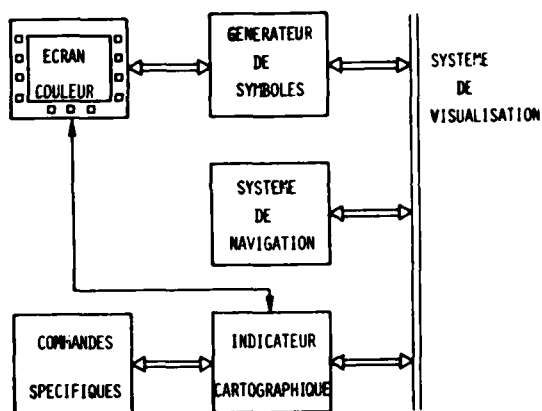 ECRAN
COULEUR
GENERATEUR
DE
SYMBOLES
SYSTEME
DE
VISUALISATION
SYSTEME
DE
NAVIGATION
COMMANDES
SPECIFIQUES
INDICATEUR
CARTOGRAPHIQUE